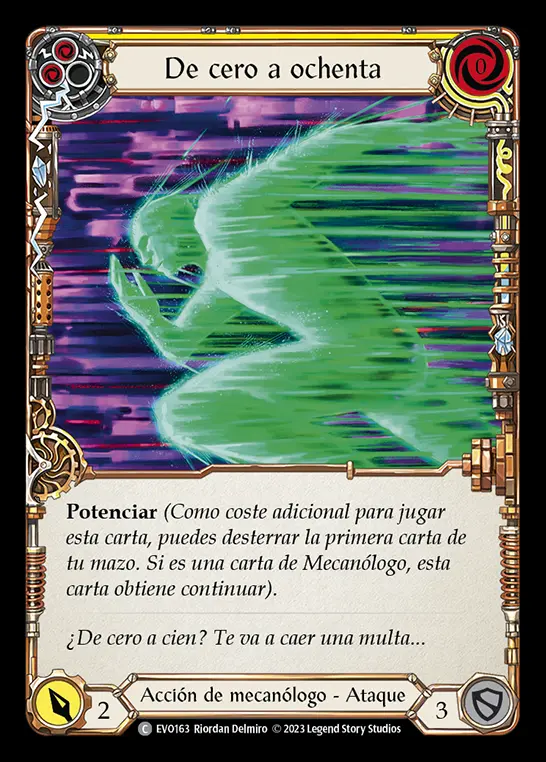 De cero a ochenta
0
Potenciar (Como coste adicional para jugar
esta carta, puedes desterrar la primera carta de
tu mazo. Si es una carta de Mecanólogo, esta
carta obtiene continuar).
¿De cero a cien? Te va a caer una multa...
2
Acción de mecanólogo - Ataque
3
C EVO163 Riordan Delmiro © 2023 Legend Story Studios